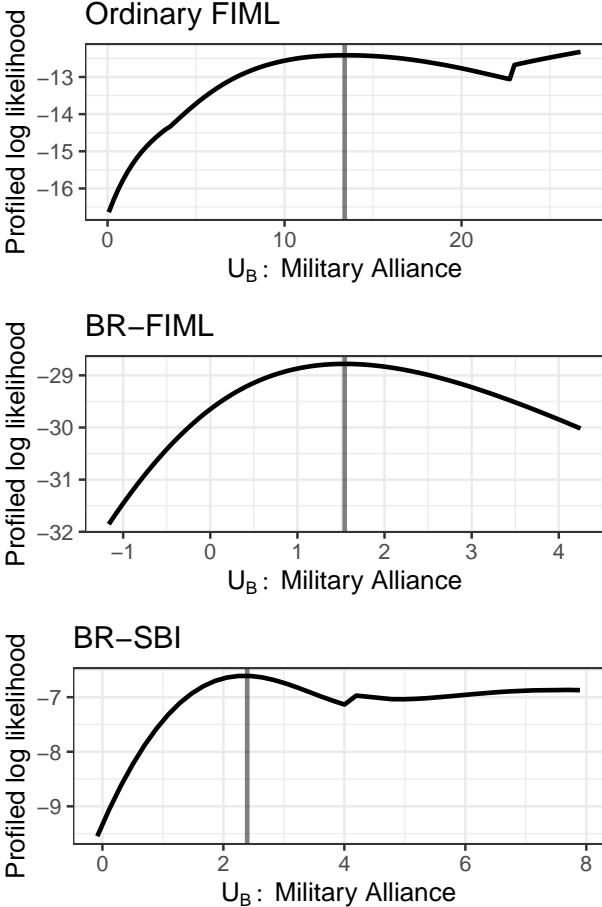 Ordinary FIML
Profiled log likelihood
−13
−14
−15
−16
0 10 20
U_B : Military Alliance
BR−FIML
Profiled log likelihood
−29
−30
−31
−32
−1 0 1 2 3 4
U_B : Military Alliance
BR−SBI
Profiled log likelihood
−7
−8
−9
0 2 4 6 8
U_B : Military Alliance